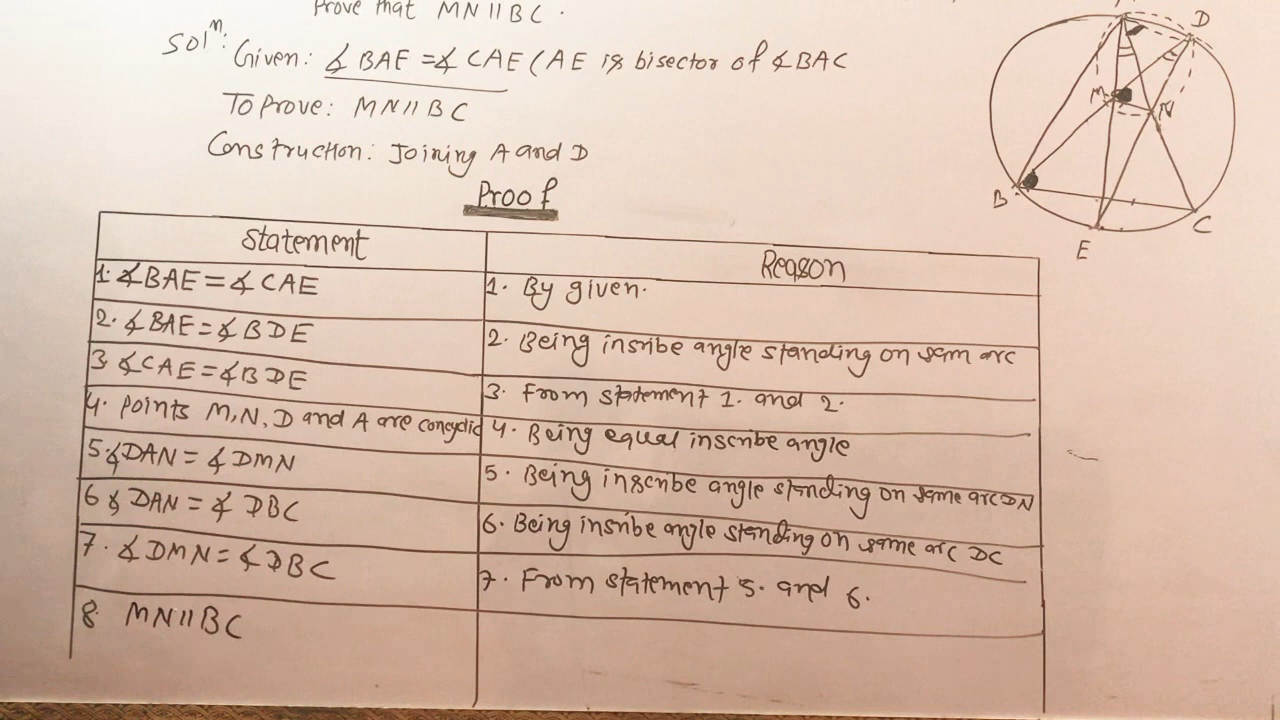 Prove that MN || BC.
Solⁿ: Given: ∡ BAE = ∡ CAE (AE is bisector of ∡BAC
To prove: MN || BC
Construction: Joining A and D
Proof
Statement
Reason
1. ∡BAE = ∡ CAE
1. By given.
2. ∡ BAE = ∡ BDE
2. Being inscribe angle standing on sam arc
3 ∡CAE = ∡BDE
3. From statement 1. and 2.
4. points M, N, D and A are concyclic
4. Being equal inscribe angle
5. ∡DAN = ∡ DMN
5. Being inscribe angle standing on same arc DN
6 ∡ DAN = ∡ DBC
6. Being inscribe angle standing on same arc DC
7. ∡DMN = ∡DBC
7. From statement 5. and 6.
8. MN || BC
D
M
N
B
C
E